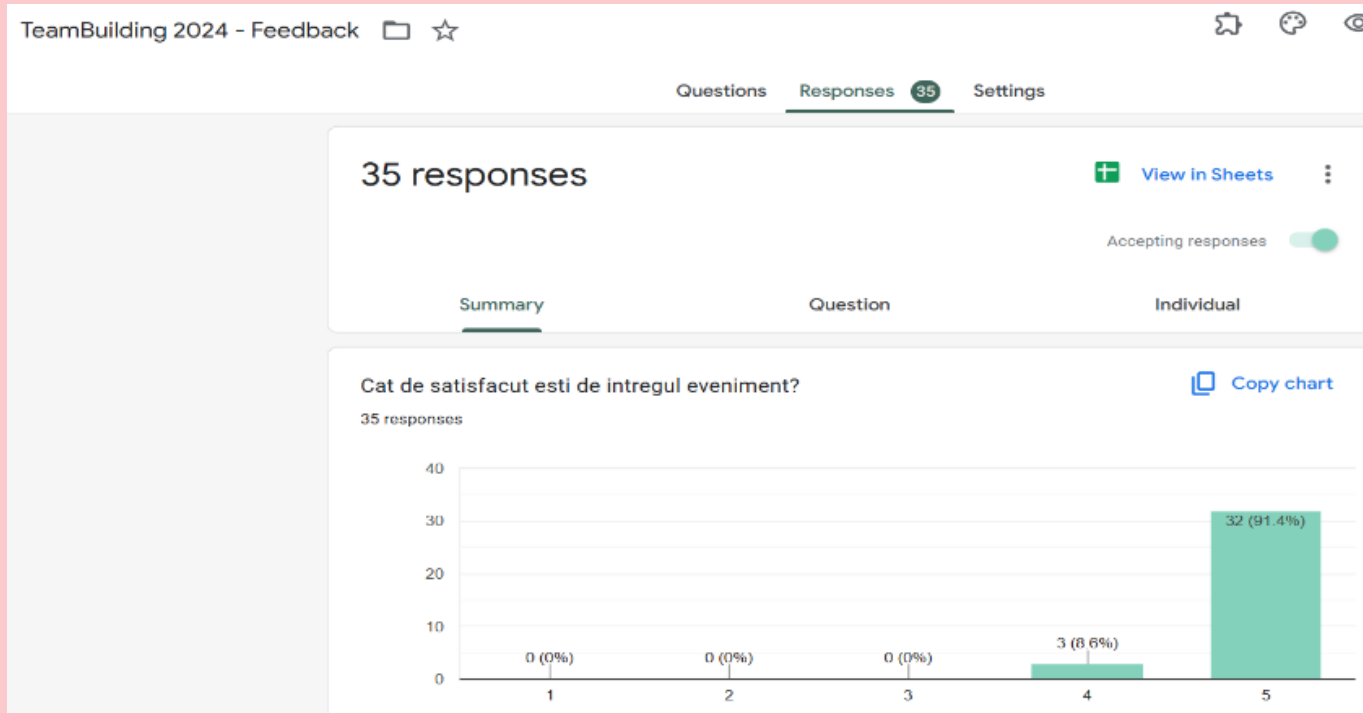 TeamBuilding 2024 - Feedback
Questions Responses 35 Settings
35 responses
View in Sheets
Accepting responses
Summary Question Individual
Cat de satisfacut esti de intregul eveniment?
Copy chart
35 responses
40
30
32 (91.4%)
20
10
3 (8.6%)
0 (0%) 0 (0%) 0 (0%)
0
1 2 3 4 5